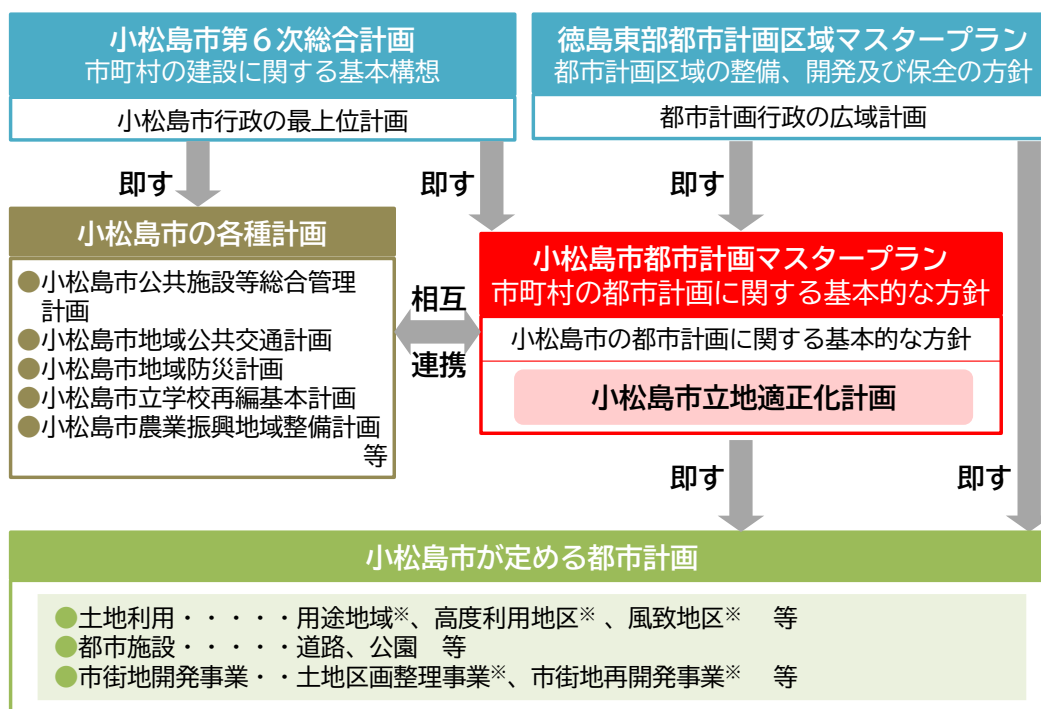 小松島市第６次総合計画
市町村の建設に関する基本構想
小松島市行政の最上位計画
徳島東部都市計画区域マスタープラン
都市計画区域の整備、開発及び保全の方針
都市計画行政の広域計画
即す
即す
即す
小松島市の各種計画
●小松島市公共施設等総合管理
計画
●小松島市地域公共交通計画
●小松島市地域防災計画
●小松島市立学校再編基本計画
●小松島市農業振興地域整備計画
等
相互
連携
小松島市都市計画マスタープラン
市町村の都市計画に関する基本的な方針
小松島市の都市計画に関する基本的な方針
小松島市立地適正化計画
即す
即す
小松島市が定める都市計画
●土地利用・・・・・用途地域※、高度利用地区※ 、風致地区※　等
●都市施設・・・・・道路、公園　等
●市街地開発事業・・土地区画整理事業※、市街地再開発事業※　等